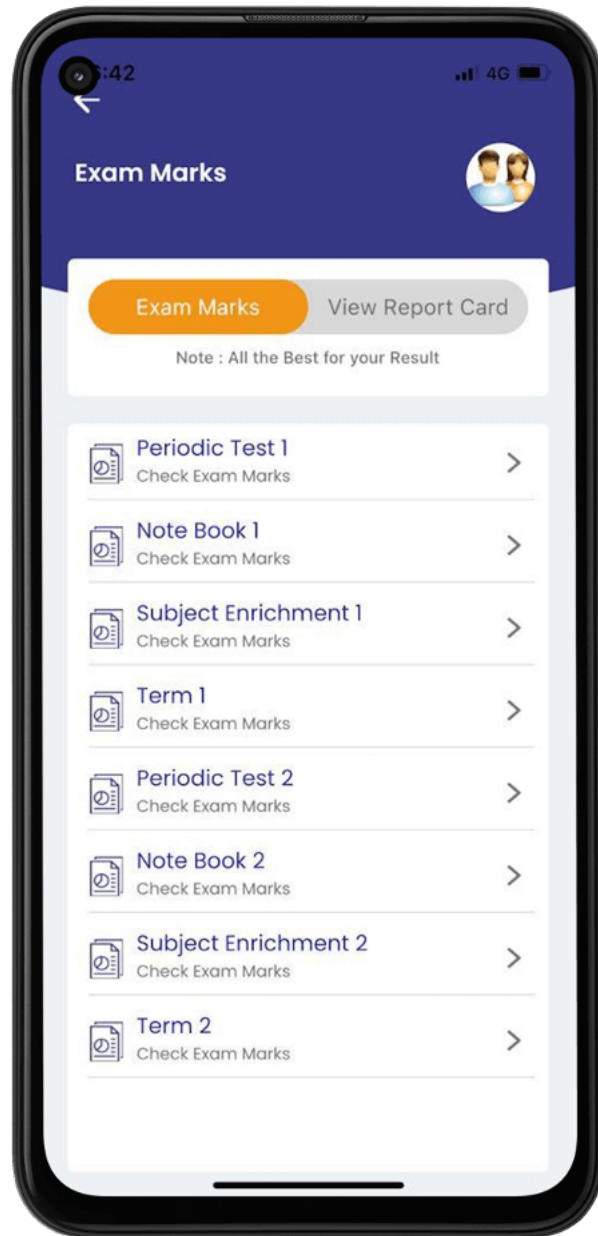 :42
4G
Exam Marks
Exam Marks
View Report Card
Note : All the Best for your Result
Periodic Test 1
Check Exam Marks
Note Book 1
Check Exam Marks
Subject Enrichment 1
Check Exam Marks
Term 1
Check Exam Marks
Periodic Test 2
Check Exam Marks
Note Book 2
Check Exam Marks
Subject Enrichment 2
Check Exam Marks
Term 2
Check Exam Marks